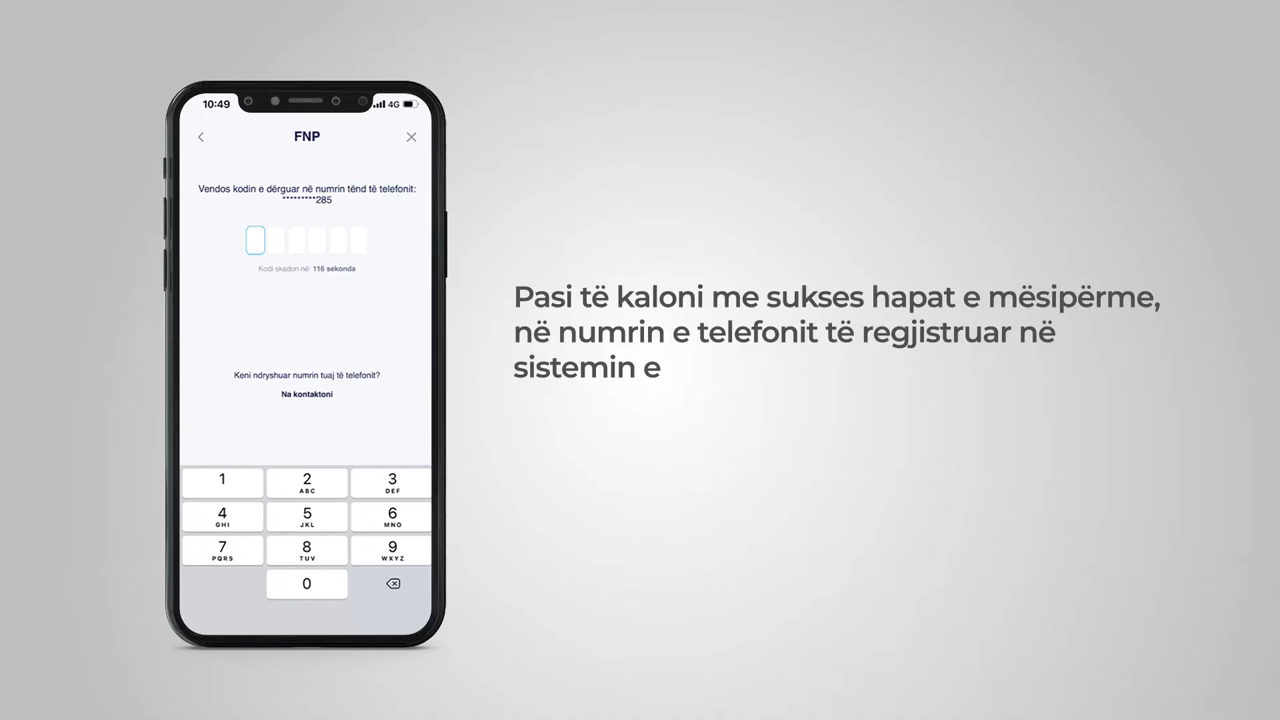 10:49
4G
FNP
Vendos kodin e dërguar në numrin tënd të telefonit:
*********285
Kodi skadon në: 116 sekonda
Keni ndryshuar numrin tuaj të telefonit?
Na kontaktoni
1
2
ABC
3
DEF
4
GHI
5
JKL
6
MNO
7
PQRS
8
TUV
9
WXYZ
0
Pasi të kaloni me sukses hapat e mësipërme,
në numrin e telefonit të regjistruar në
sistemin e